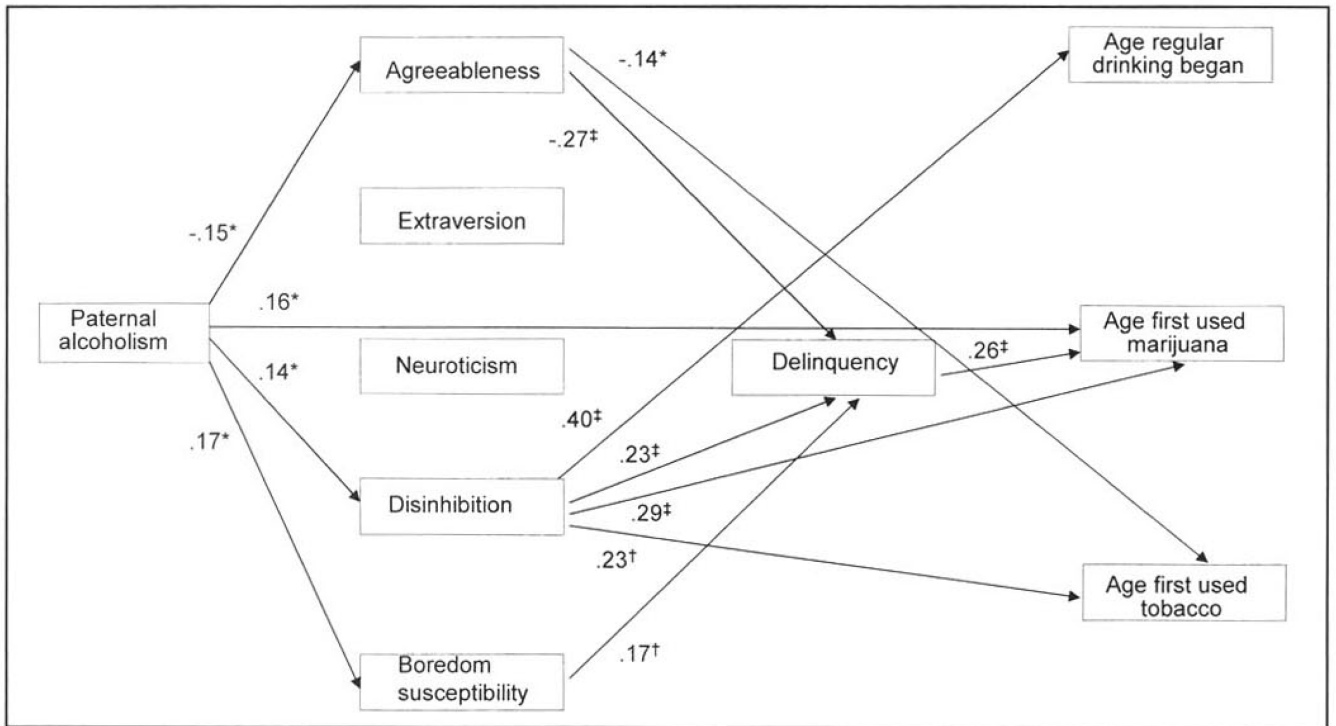 Age regular
drinking began
Agreeableness
-.14*
-.27‡
Extraversion
-.15*
.16*
Paternal
alcoholism
Age first used
marijuana
Neuroticism
Delinquency
.26‡
.14*
.40‡
.17*
.23‡
Disinhibition
.29‡
.23†
Age first used
tobacco
.17†
Boredom
susceptibility